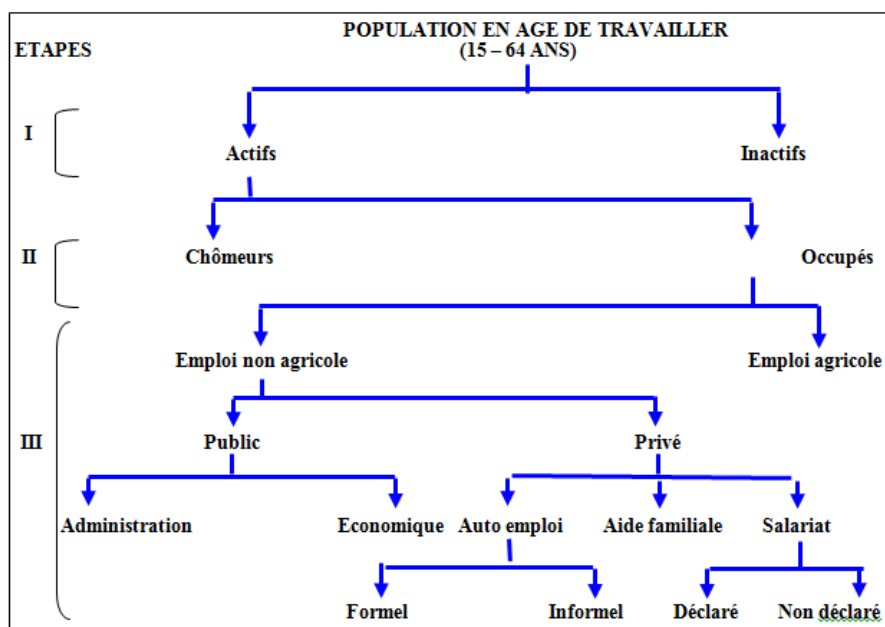 POPULATION EN AGE DE TRAVAILLER
ETAPES
(15 – 64 ANS)
I
Actifs
Inactifs
II
Chômeurs
Occupés
Emploi non agricole
Emploi agricole
III
Public
Privé
Administration
Economique
Auto emploi
Aide familiale
Salariat
Formel
Informel
Déclaré
Non déclaré